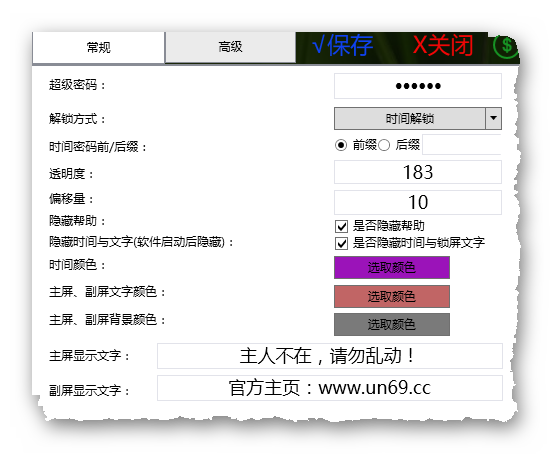 常规 高级 √保存 X关闭 $
超级密码： ●●●●●●
解锁方式： 时间解锁
时间密码前/后缀： 前缀 后缀
透明度： 183
偏移量： 10
隐藏帮助： 是否隐藏帮助
隐藏时间与文字(软件启动后隐藏)： 是否隐藏时间与锁屏文字
时间颜色： 选取颜色
主屏、副屏文字颜色： 选取颜色
主屏、副屏背景颜色： 选取颜色
主屏显示文字： 主人不在，请勿乱动！
副屏显示文字： 官方主页：www.un69.cc